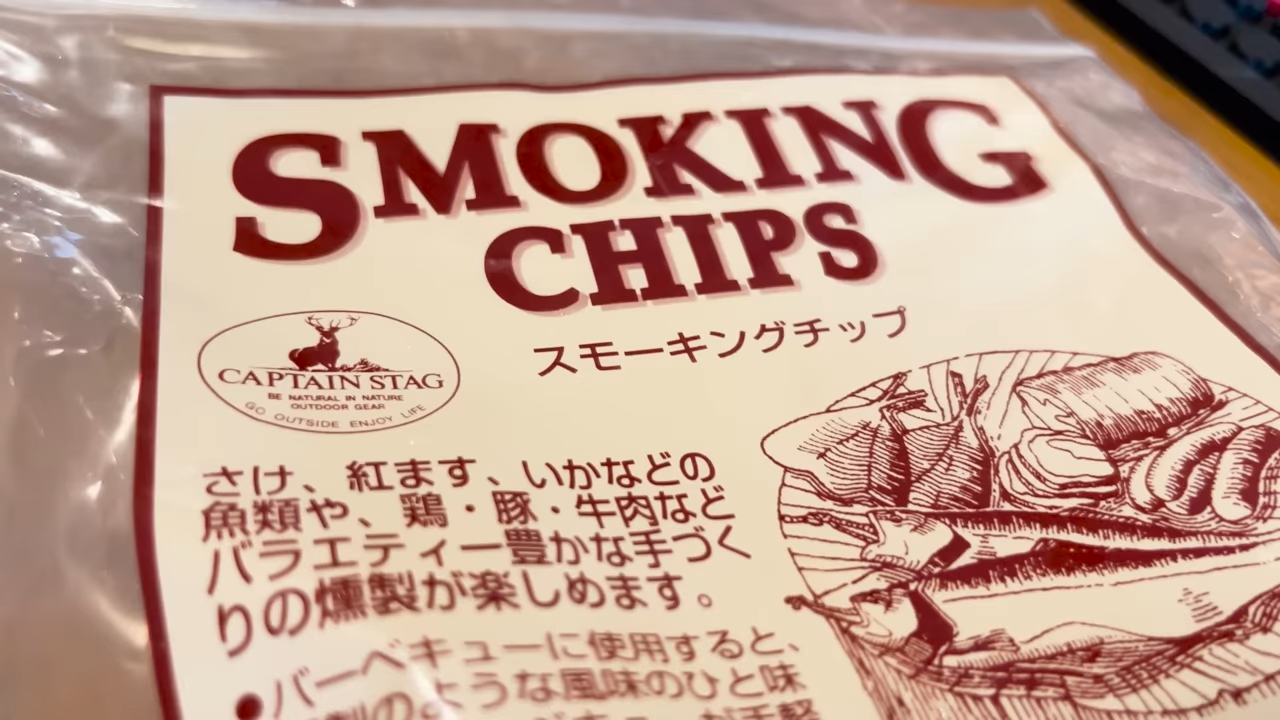 SMOKING
CHIPS
スモーキングチップ
CAPTAIN STAG
BE NATURAL IN NATURE
OUTDOOR GEAR
GO OUTSIDE ENJOY LIFE
さけ、紅ます、いかなどの
魚類や、鶏・豚・牛肉など
バラエティー豊かな手づく
りの燻製が楽しめます。
●バーベキューに使用すると、
製のような風味のひと味